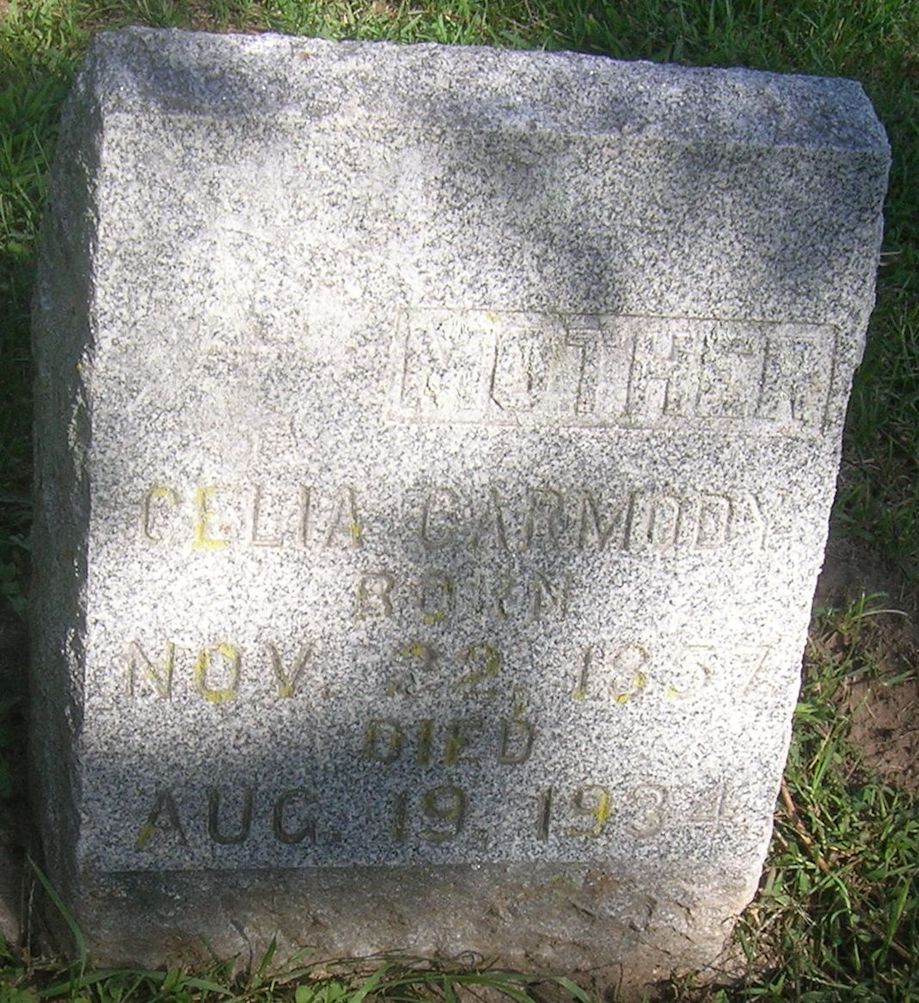 MOTHER
CELIA CARMODY
BORN
NOV. 22, 1857
DIED
AUG. 19, 1934